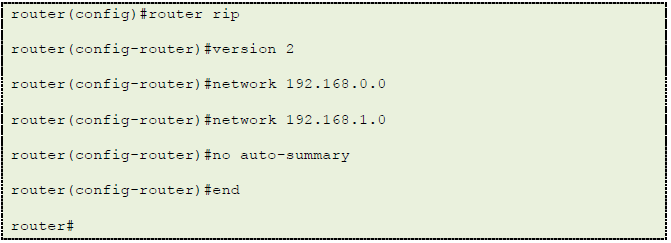 router(config)#router rip
router(config-router)#version 2
router(config-router)#network 192.168.0.0
router(config-router)#network 192.168.1.0
router(config-router)#no auto-summary
router(config-router)#end
router#